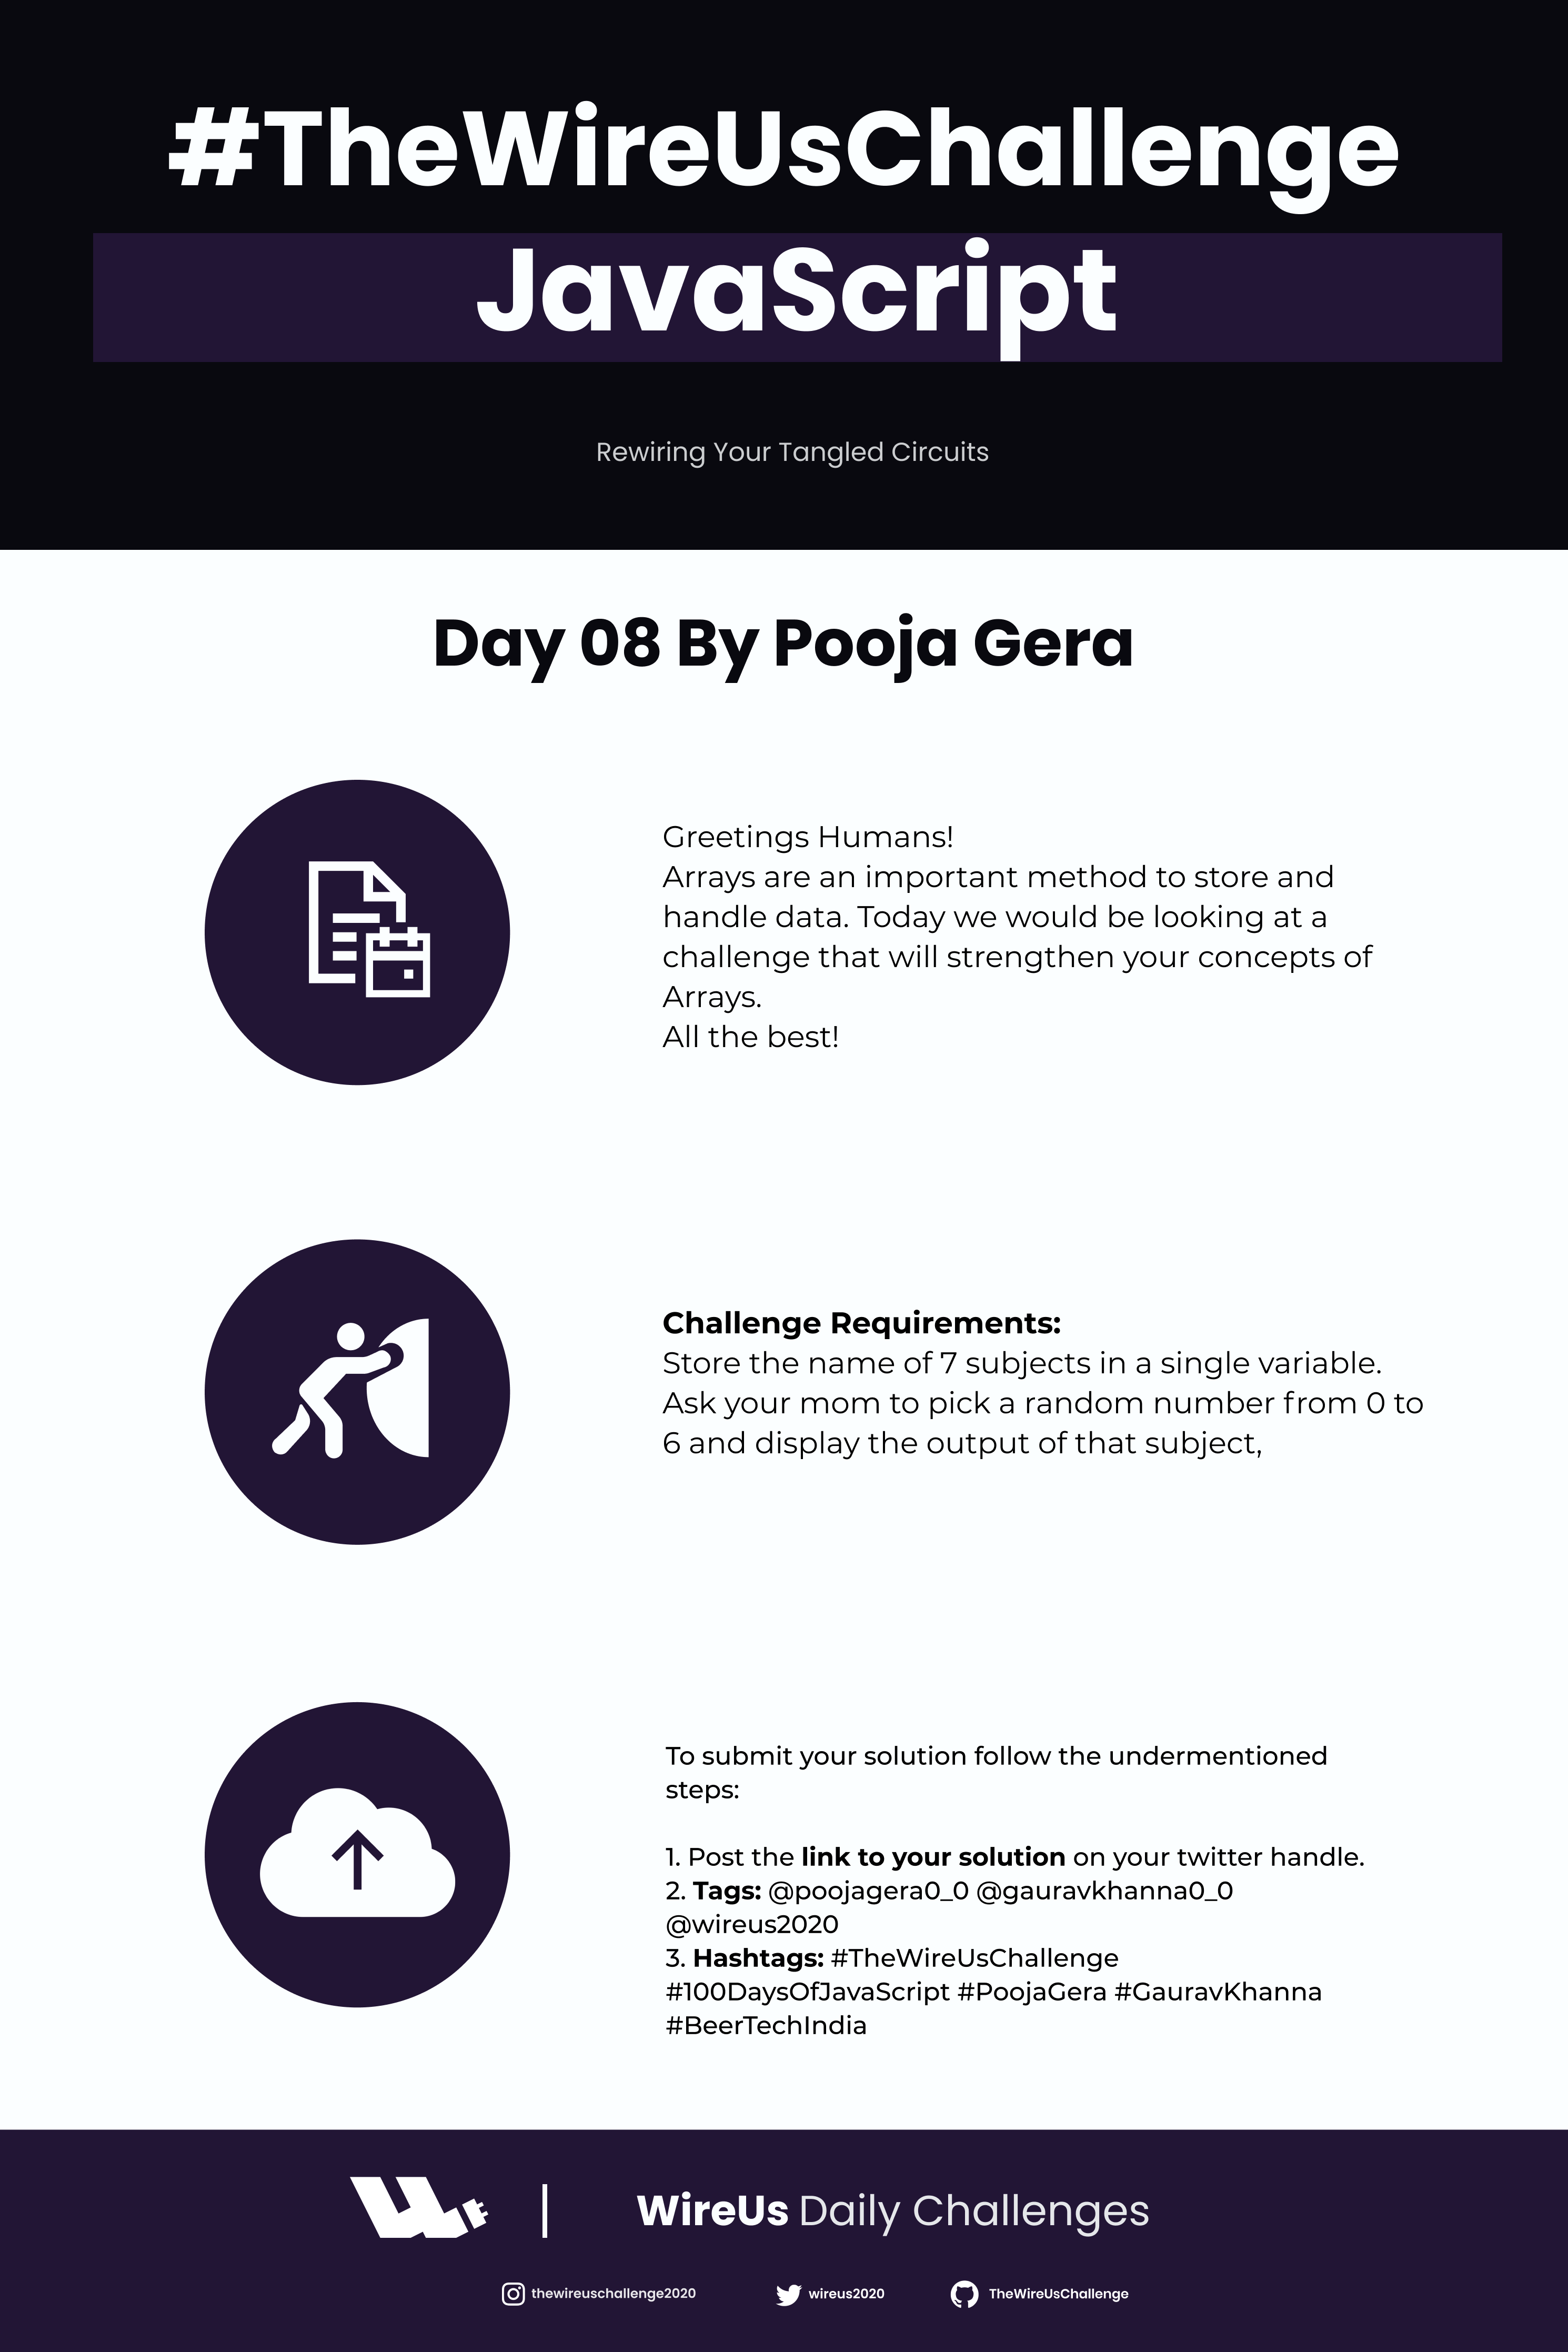 #TheWireUsChallenge
JavaScript
Rewiring Your Tangled Circuits
Day 08 By Pooja Gera
Greetings Humans!
Arrays are an important method to store and
handle data. Today we would be looking at a
challenge that will strengthen your concepts of
Arrays.
All the best!
Challenge Requirements:
Store the name of 7 subjects in a single variable.
Ask your mom to pick a random number from 0 to
6 and display the output of that subject,
To submit your solution follow the undermentioned
steps:
1. Post the link to your solution on your twitter handle.
2. Tags: @poojagera0_0 @gauravkhanna0_0
@wireus2020
3. Hashtags: #TheWireUsChallenge
#100DaysOfJavaScript #PoojaGera #GauravKhanna
#BeerTechIndia
WireUs Daily Challenges
thewireuschallenge2020 wireus2020 TheWireUsChallenge